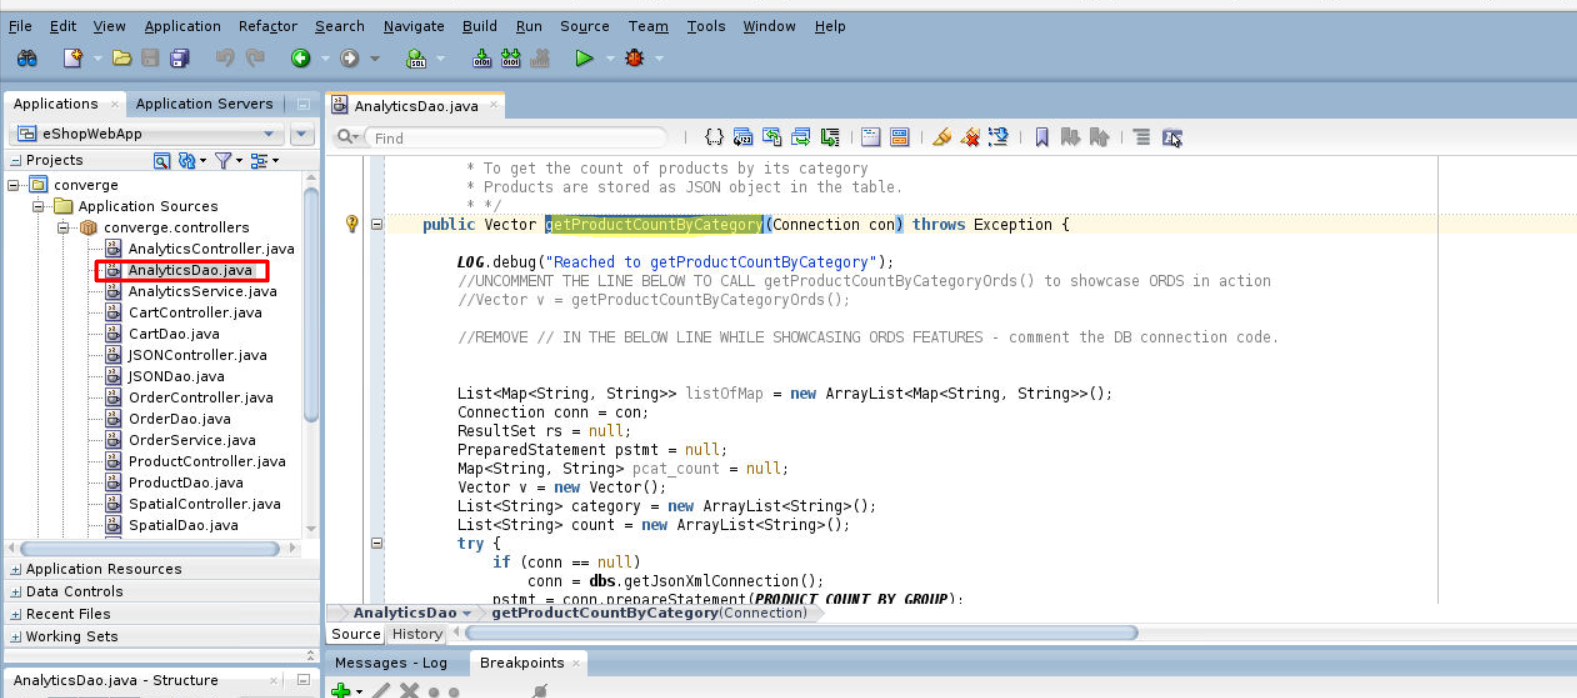 File Edit View Application Refactor Search Navigate Build Run Source Team Tools Window Help
Applications Application Servers
eShopWebApp
Projects
converge
Application Sources
converge.controllers
AnalyticsController.java
AnalyticsDao.java
AnalyticsService.java
CartController.java
CartDao.java
JSONController.java
JSONDao.java
OrderController.java
OrderDao.java
OrderService.java
ProductController.java
ProductDao.java
SpatialController.java
SpatialDao.java
Application Resources
Data Controls
Recent Files
Working Sets
AnalyticsDao.java - Structure
AnalyticsDao.java
Find
* To get the count of products by its category
* Products are stored as JSON object in the table.
* */
public Vector getProductCountByCategory(Connection con) throws Exception {
LOG.debug("Reached to getProductCountByCategory");
//UNCOMMENT THE LINE BELOW TO CALL getProductCountByCategoryOrds() to showcase ORDS in action
//Vector v = getProductCountByCategoryOrds();
//REMOVE // IN THE BELOW LINE WHILE SHOWCASING ORDS FEATURES - comment the DB connection code.
List<Map<String, String>> listOfMap = new ArrayList<Map<String, String>>();
Connection conn = con;
ResultSet rs = null;
PreparedStatement pstmt = null;
Map<String, String> pcat_count = null;
Vector v = new Vector();
List<String> category = new ArrayList<String>();
List<String> count = new ArrayList<String>();
try {
if (conn == null)
conn = dbs.getJsonXmlConnection();
pstmt = conn.prepareStatement(PRODUCT_COUNT_BY_GROUP);
AnalyticsDao getProductCountByCategory(Connection)
Source History
Messages - Log Breakpoints